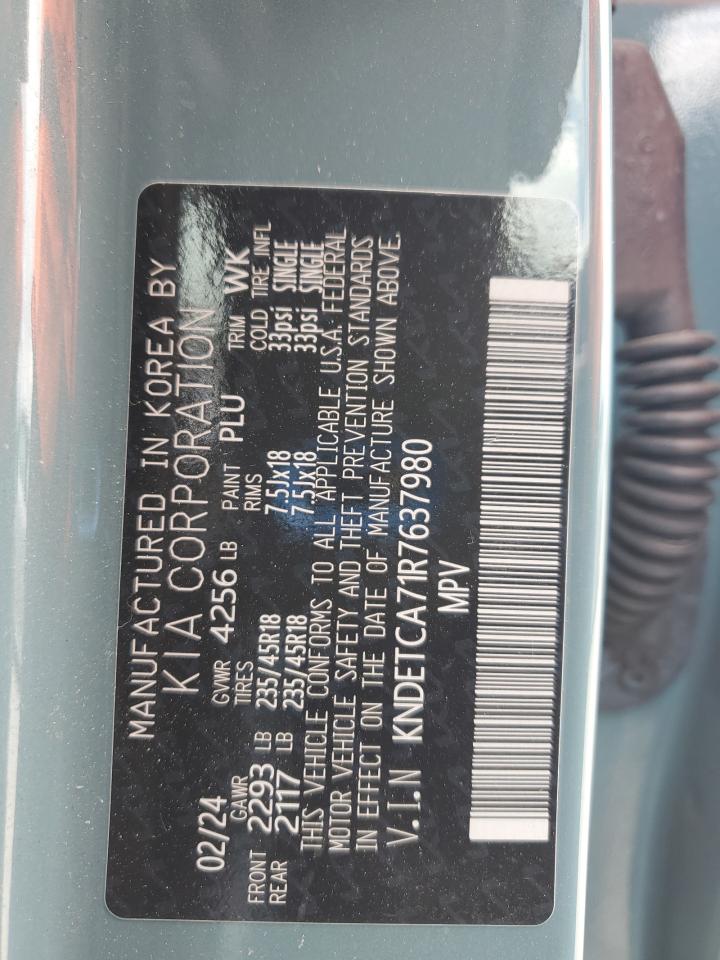 MANUFACTURED IN KOREA BY
KIA CORPORATION
02/24 GVWR 4256 LB PAINT PLU TRIM WK
GAWR TIRES RIMS COLD TIRE INFL
FRONT 2293 LB 235/45R18 7.5Jx18 33psi SINGLE
REAR 2117 LB 235/45R18 7.5Jx18 33psi SINGLE
THIS VEHICLE CONFORMS TO ALL APPLICABLE U.S.A. FEDERAL
MOTOR VEHICLE SAFETY AND THEFT PREVENTION STANDARDS
IN EFFECT ON THE DATE OF MANUFACTURE SHOWN ABOVE.
V.I.N KNDETCA71R7637980
MPV